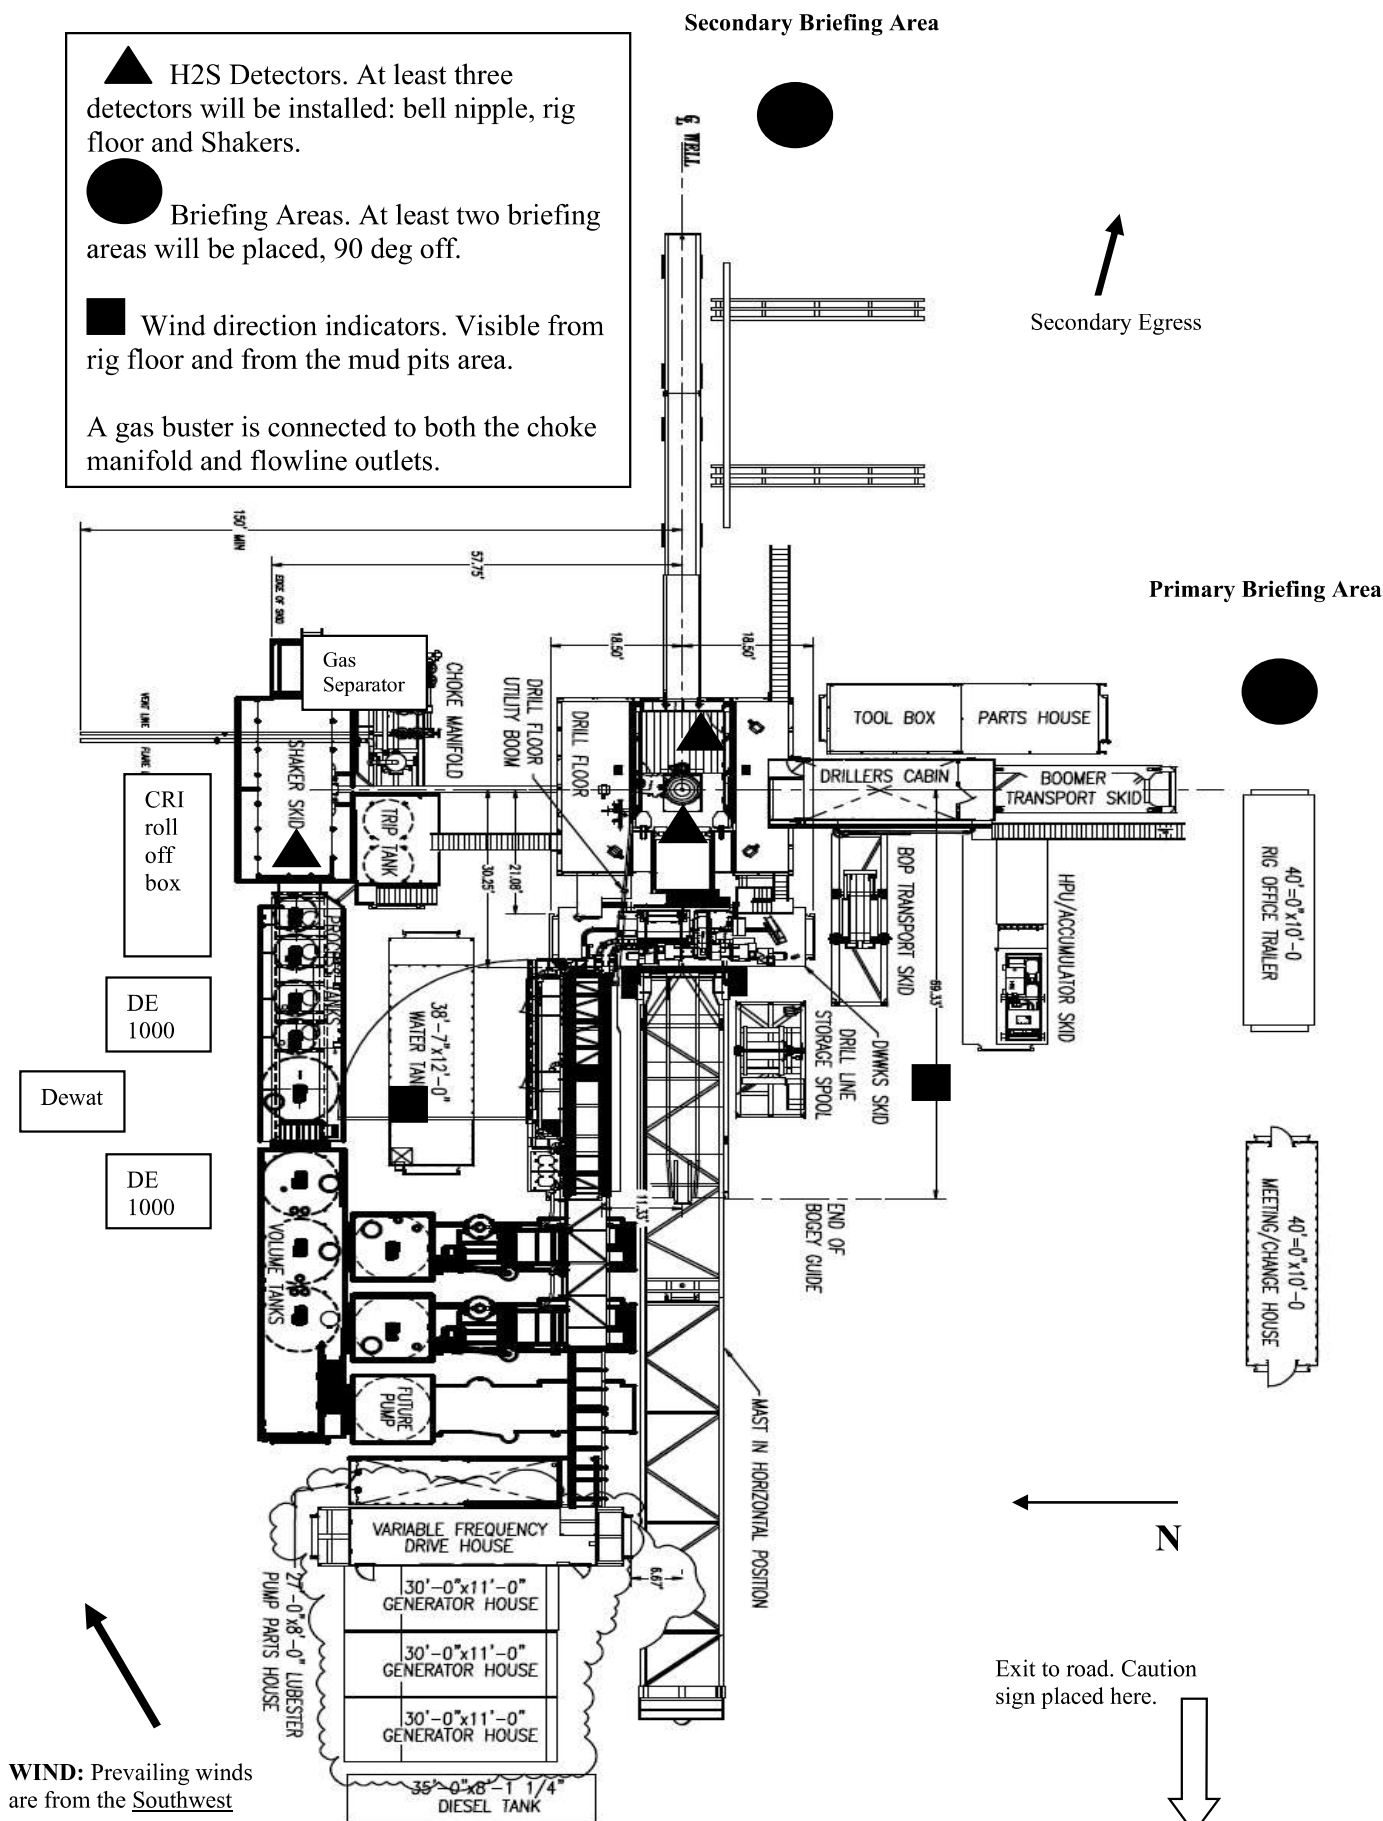 Secondary Briefing Area
H2S Detectors. At least three
detectors will be installed: bell nipple, rig
floor and Shakers.
Briefing Areas. At least two briefing
areas will be placed, 90 deg off.
Wind direction indicators. Visible from
rig floor and from the mud pits area.
A gas buster is connected to both the choke
manifold and flowline outlets.
WELL
Secondary Egress
150' MIN
57.75'
EDGE OF SKID
Primary Briefing Area
18.50'
18.50'
Gas
Separator
CHOKE MANIFOLD
DRILL FLOOR
UTILITY BOOM
DRILL FLOOR
TOOL BOX
PARTS HOUSE
VENT LINE
SHAKER SKID
DRILLERS CABIN
BOOMER
TRANSPORT SKID
CRI
roll
off
box
TRIP TANK
30.25'
21.08'
BOP TRANSPORT SKID
HPU/ACCUMULATOR SKID
40'=0"x10'-0
RIG OFFICE TRAILER
PROCESS TANKS
69.33'
DE
1000
38'-7"x12'-0"
WATER TANK
DRILL LINE
STORAGE SPOOL
DWWKS SKID
Dewat
DE
1000
VOLUME TANKS
11.33'
END OF
BOGEY GUIDE
40'=0"x10'-0
MEETING/CHANGE HOUSE
FUTURE
PUMP
MAST IN HORIZONTAL POSITION
N
VARIABLE FREQUENCY
DRIVE HOUSE
6.67'
27'-0"x8'-0" LUBESTER
PUMP PARTS HOUSE
30'-0"x11'-0"
GENERATOR HOUSE
30'-0"x11'-0"
GENERATOR HOUSE
30'-0"x11'-0"
GENERATOR HOUSE
Exit to road. Caution
sign placed here.
WIND: Prevailing winds
are from the Southwest
35'-0"x8'-1 1/4"
DIESEL TANK